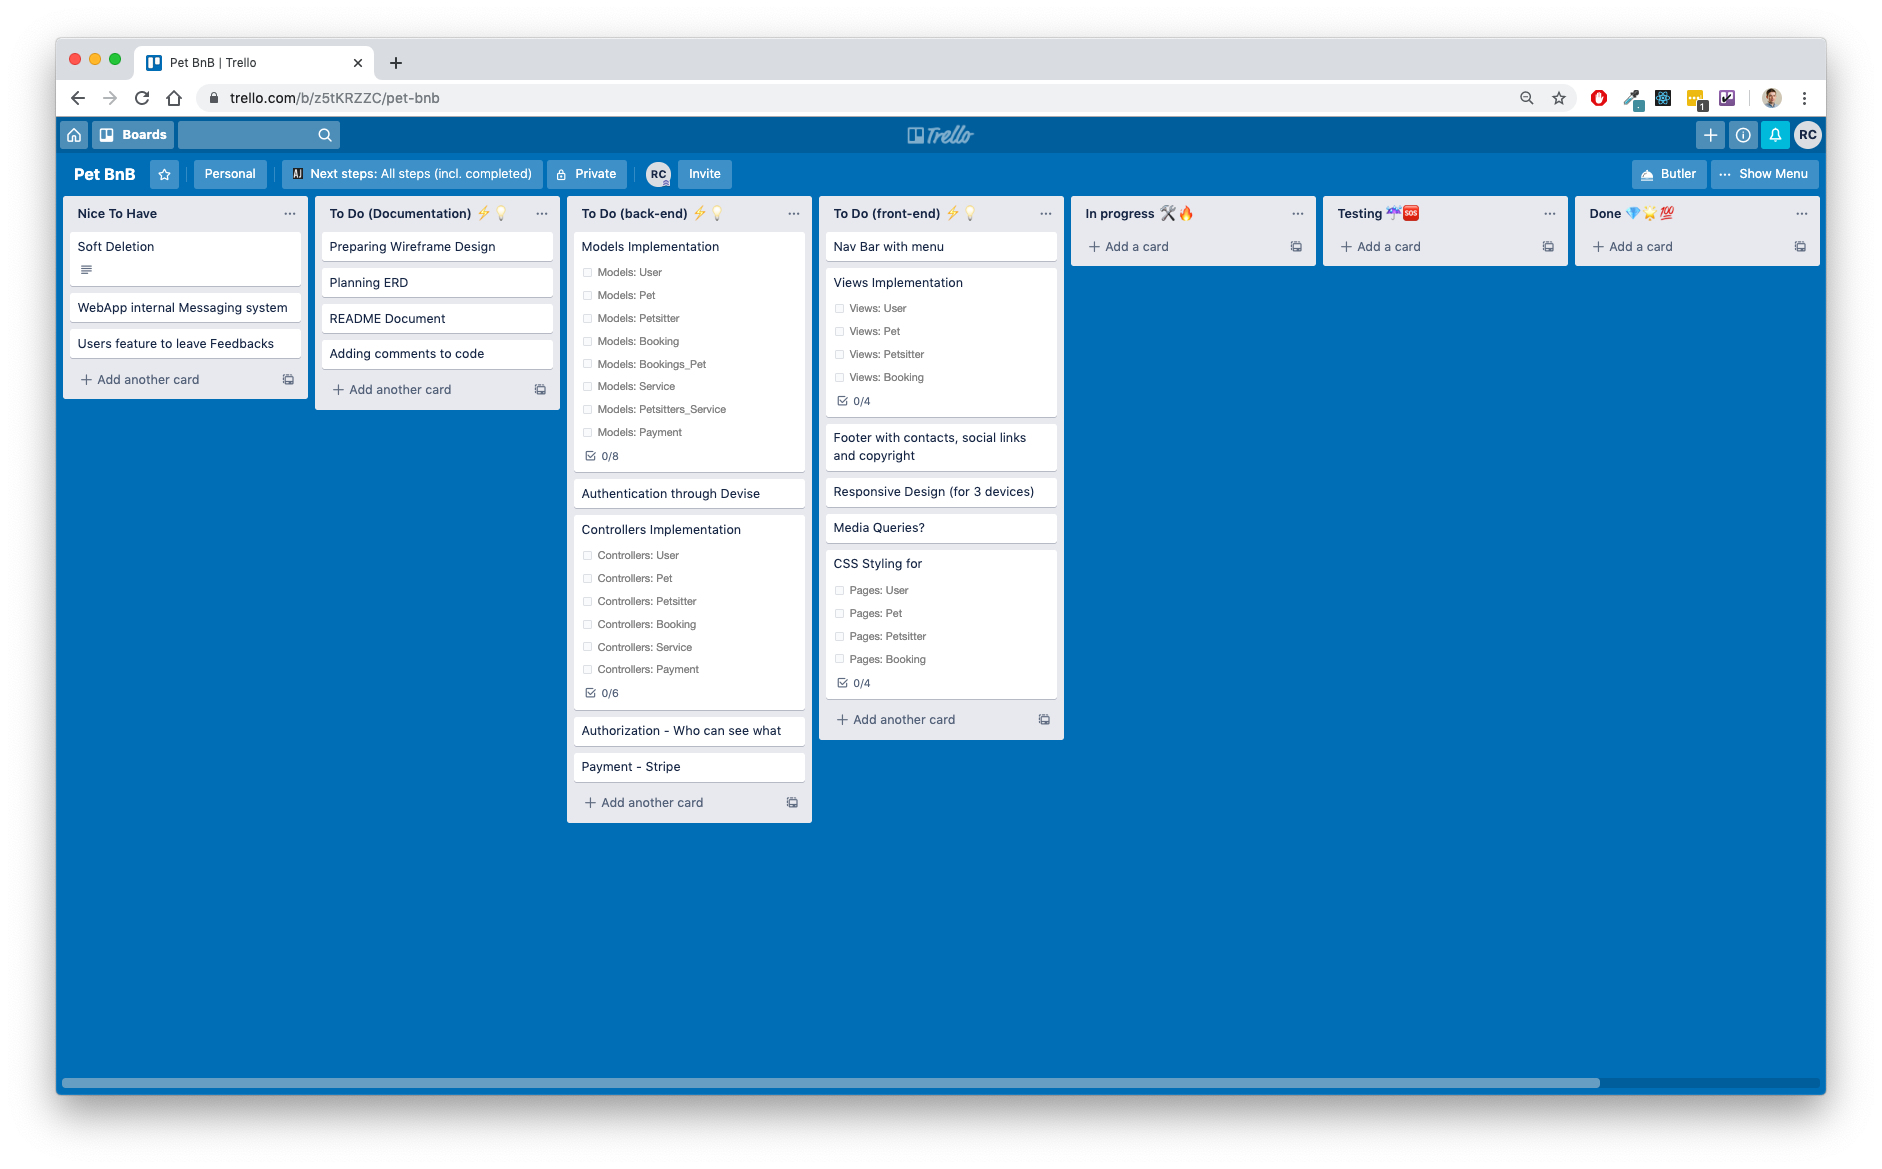 Pet BnB | Trello
trello.com/b/z5tKRZZC/pet-bnb
1
Boards
Trello
RC
Pet BnB
Personal
AJ
Next steps: All steps (incl. completed)
Private
RC
Invite
Butler
Show Menu
Nice To Have
Soft Deletion
WebApp internal Messaging system
Users feature to leave Feedbacks
Add another card
To Do (Documentation) ⚡💡
Preparing Wireframe Design
Planning ERD
README Document
Adding comments to code
Add another card
To Do (back-end) ⚡💡
Models Implementation
Models: User
Models: Pet
Models: Petsitter
Models: Booking
Models: Bookings_Pet
Models: Service
Models: Petsitters_Service
Models: Payment
0/8
Authentication through Devise
Controllers Implementation
Controllers: User
Controllers: Pet
Controllers: Petsitter
Controllers: Booking
Controllers: Service
Controllers: Payment
0/6
Authorization - Who can see what
Payment - Stripe
Add another card
To Do (front-end) ⚡💡
Nav Bar with menu
Views Implementation
Views: User
Views: Pet
Views: Petsitter
Views: Booking
0/4
Footer with contacts, social links
and copyright
Responsive Design (for 3 devices)
Media Queries?
CSS Styling for
Pages: User
Pages: Pet
Pages: Petsitter
Pages: Booking
0/4
Add another card
In progress 🛠🔥
Add a card
Testing ☔🆘
Add a card
Done 💎🌟💯
Add a card